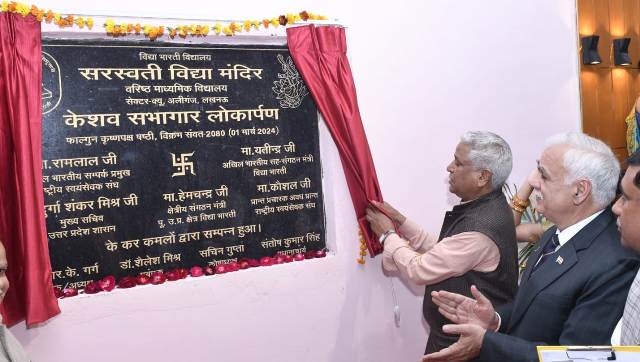 विद्या भारती विद्यालय
सरस्वती विद्या मंदिर
वरिष्ठ माध्यमिक विद्यालय
सेक्टर-क्यू, अलीगंज, लखनऊ
केशव सभागार लोकार्पण
फाल्गुन कृष्णपक्ष षष्ठी, विक्रम संवत-2080 (01 मार्च 2024)
मा.रामलाल जी
अखिल भारतीय सम्पर्क प्रमुख
राष्ट्रीय स्वयंसेवक संघ
मा.यतीन्द्र जी
अखिल भारतीय सह-संगठन मंत्री
विद्या भारती
दुर्गा शंकर मिश्र जी
मुख्य सचिव
उत्तर प्रदेश शासन
मा.हेमचन्द्र जी
क्षेत्रीय संगठन मंत्री
पू. उ.प्र. क्षेत्र विद्या भारती
मा.कौशल जी
प्रान्त प्रचारक अवध प्रान्त
राष्ट्रीय स्वयंसेवक संघ
के कर कमलों द्वारा सम्पन्न हुआ
आर.के. गर्ग डॉ.शैलेश मिश्र सचिन गुप्ता संतोष कुमार सिंह